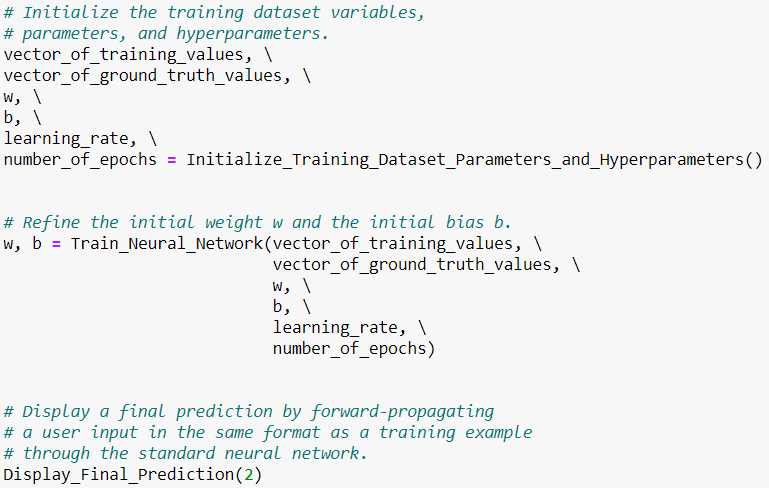 # Initialize the training dataset variables,
# parameters, and hyperparameters.
vector_of_training_values, \
vector_of_ground_truth_values, \
w, \
b, \
learning_rate, \
number_of_epochs = Initialize_Training_Dataset_Parameters_and_Hyperparameters()
# Refine the initial weight w and the initial bias b.
w, b = Train_Neural_Network(vector_of_training_values, \
vector_of_ground_truth_values, \
w, \
b, \
learning_rate, \
number_of_epochs)
# Display a final prediction by forward-propagating
# a user input in the same format as a training example
# through the standard neural network.
Display_Final_Prediction(2)